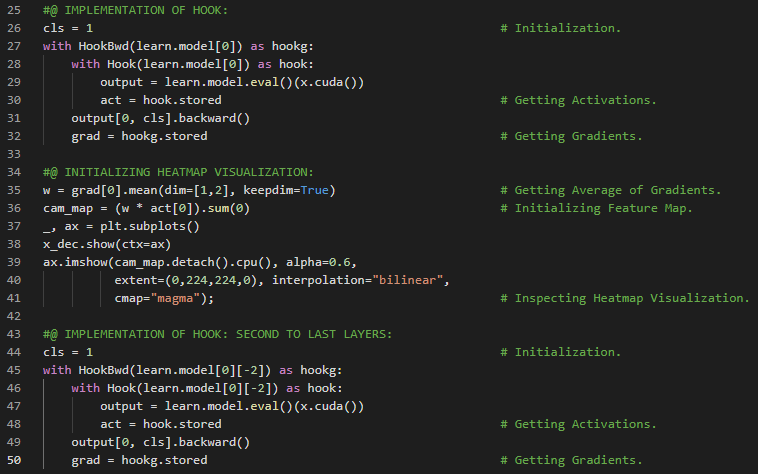 25 #@ IMPLEMENTATION OF HOOK:
26 cls = 1 # Initialization.
27 with HookBwd(learn.model[0]) as hookg:
28     with Hook(learn.model[0]) as hook:
29         output = learn.model.eval()(x.cuda())
30         act = hook.stored # Getting Activations.
31     output[0, cls].backward()
32     grad = hookg.stored # Getting Gradients.
33
34 #@ INITIALIZING HEATMAP VISUALIZATION:
35 w = grad[0].mean(dim=[1,2], keepdim=True) # Getting Average of Gradients.
36 cam_map = (w * act[0]).sum(0) # Initializing Feature Map.
37 _, ax = plt.subplots()
38 x_dec.show(ctx=ax)
39 ax.imshow(cam_map.detach().cpu(), alpha=0.6,
40           extent=(0,224,224,0), interpolation="bilinear",
41           cmap="magma"); # Inspecting Heatmap Visualization.
42
43 #@ IMPLEMENTATION OF HOOK: SECOND TO LAST LAYERS:
44 cls = 1 # Initialization.
45 with HookBwd(learn.model[0][-2]) as hookg:
46     with Hook(learn.model[0][-2]) as hook:
47         output = learn.model.eval()(x.cuda())
48         act = hook.stored # Getting Activations.
49     output[0, cls].backward()
50     grad = hookg.stored # Getting Gradients.